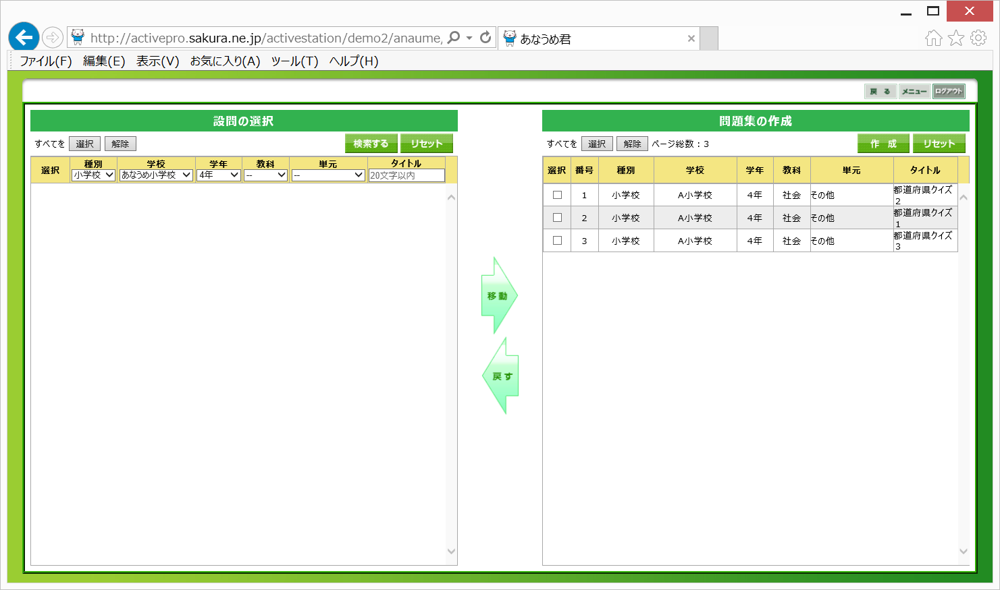 http://activepro.sakura.ne.jp/activestation/demo2/anaume,
あなうめ君
ファイル(F) 編集(E) 表示(V) お気に入り(A) ツール(T) ヘルプ(H)
戻る メニュー ログアウト
設問の選択
すべてを 選択 解除 検索する リセット
選択 種別 学校 学年 教科 単元 タイトル
小学校 あなうめ小学校 4年 -- -- 20文字以内
移動
戻す
問題集の作成
すべてを 選択 解除 ページ総数：3 作 成 リセット
選択 番号 種別 学校 学年 教科 単元 タイトル
1 小学校 A小学校 4年 社会 その他 都道府県クイズ
2
2 小学校 A小学校 4年 社会 その他 都道府県クイズ
1
3 小学校 A小学校 4年 社会 その他 都道府県クイズ
3